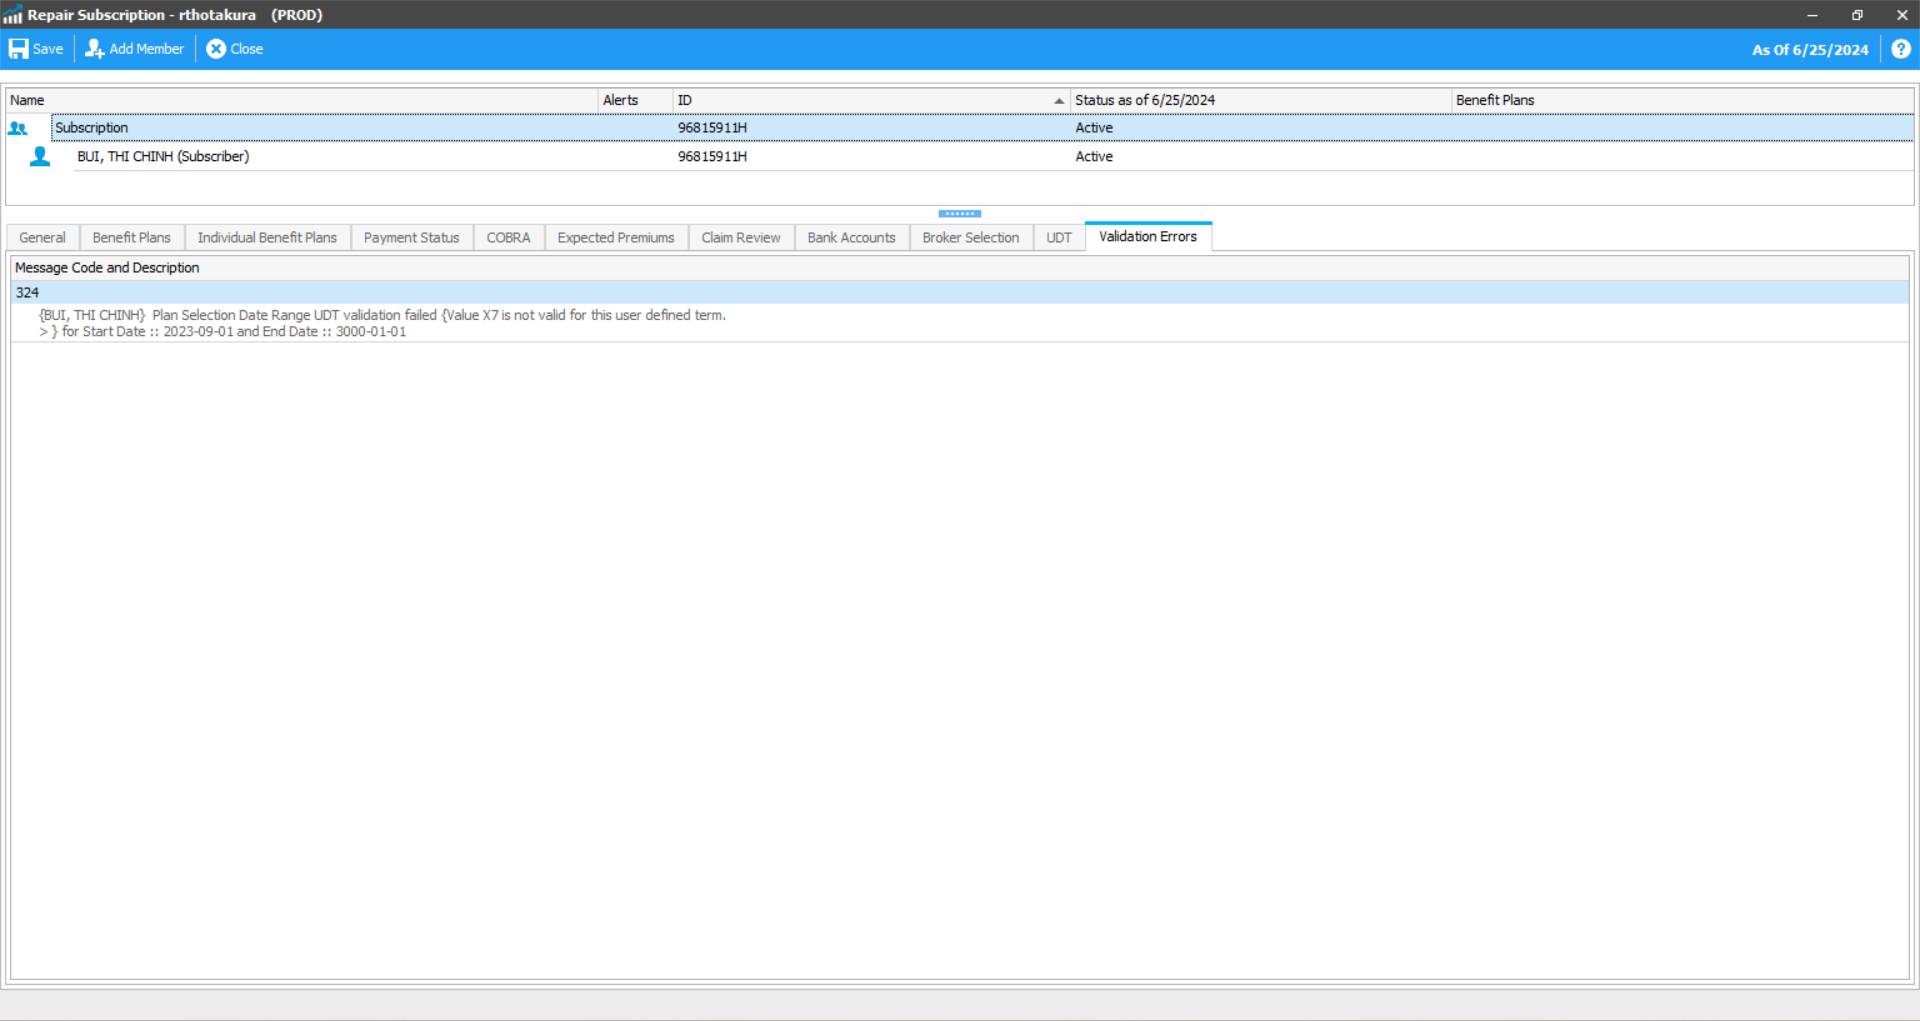 Repair Subscription - rthotakura (PROD)
Save Add Member Close As Of 6/25/2024 ?
Name Alerts ID Status as of 6/25/2024 Benefit Plans
Subscription 96815911H Active
BUI, THI CHINH (Subscriber) 96815911H Active
General Benefit Plans Individual Benefit Plans Payment Status COBRA Expected Premiums Claim Review Bank Accounts Broker Selection UDT Validation Errors
Message Code and Description
324
{BUI, THI CHINH} Plan Selection Date Range UDT validation failed {Value X7 is not valid for this user defined term.
> } for Start Date :: 2023-09-01 and End Date :: 3000-01-01